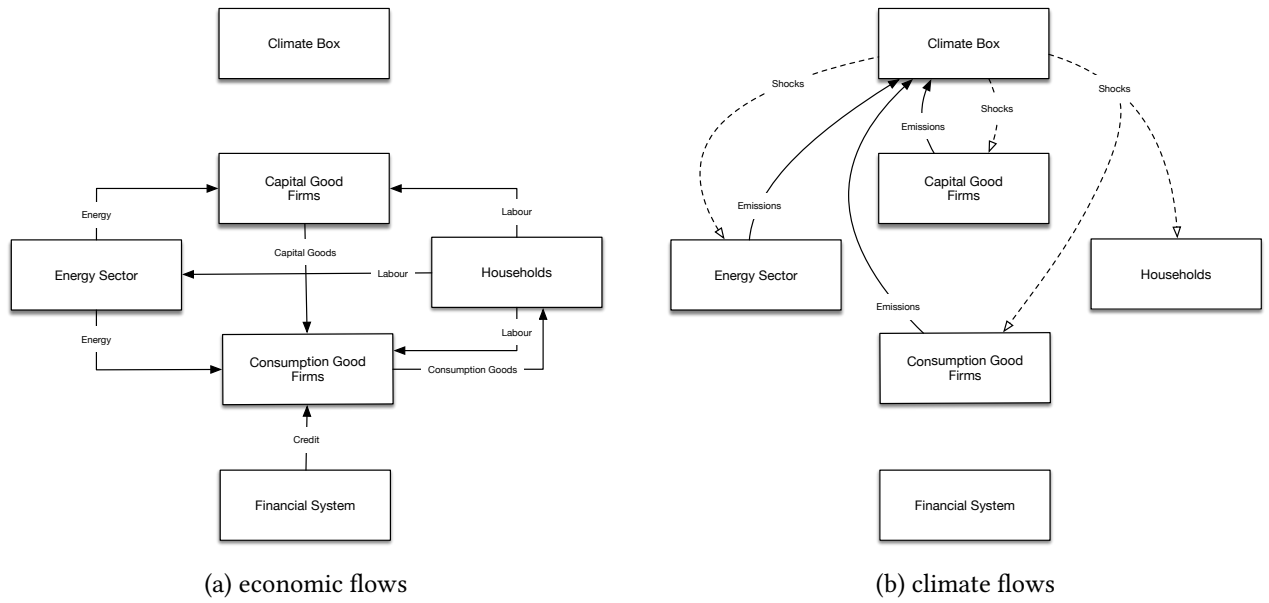 Climate Box
Capital Good
Firms
Energy
Labour
Capital Goods
Energy Sector
Labour
Households
Energy
Labour
Consumption Good
Firms
Consumption Goods
Credit
Financial System
(a) economic flows
Climate Box
Shocks
Shocks
Shocks
Emissions
Capital Good
Firms
Emissions
Energy Sector
Households
Emissions
Consumption Good
Firms
Financial System
(b) climate flows